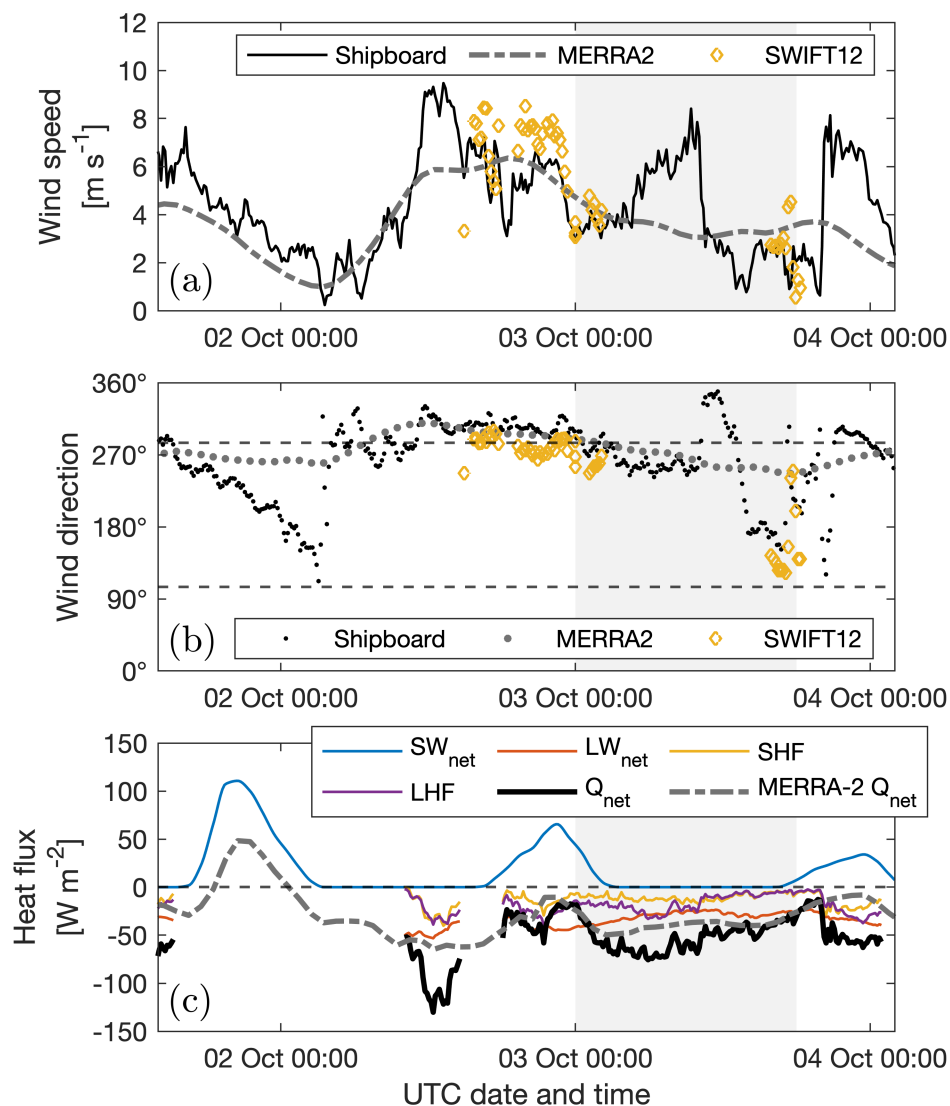 12
10
8
6
4
2
0
Wind speed
[m s⁻¹]
Shipboard MERRA2 SWIFT12
(a)
02 Oct 00:00 03 Oct 00:00 04 Oct 00:00
360°
270°
180°
90°
0°
Wind direction
(b)
Shipboard MERRA2 SWIFT12
02 Oct 00:00 03 Oct 00:00 04 Oct 00:00
150
100
50
0
-50
-100
-150
Heat flux
[W m⁻²]
SWnet LWnet SHF
LHF Qnet MERRA-2 Qnet
(c)
02 Oct 00:00 03 Oct 00:00 04 Oct 00:00
UTC date and time